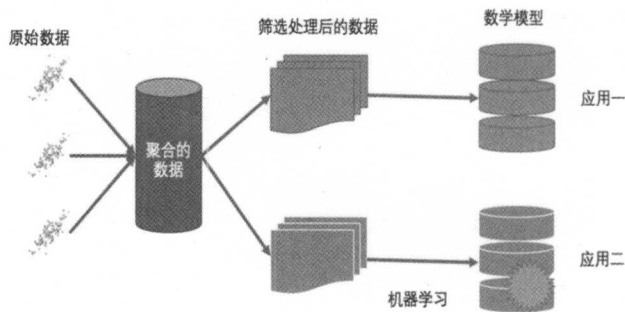 原始数据
筛选处理后的数据
数学模型
应用一
聚合的
数据
应用二
机器学习